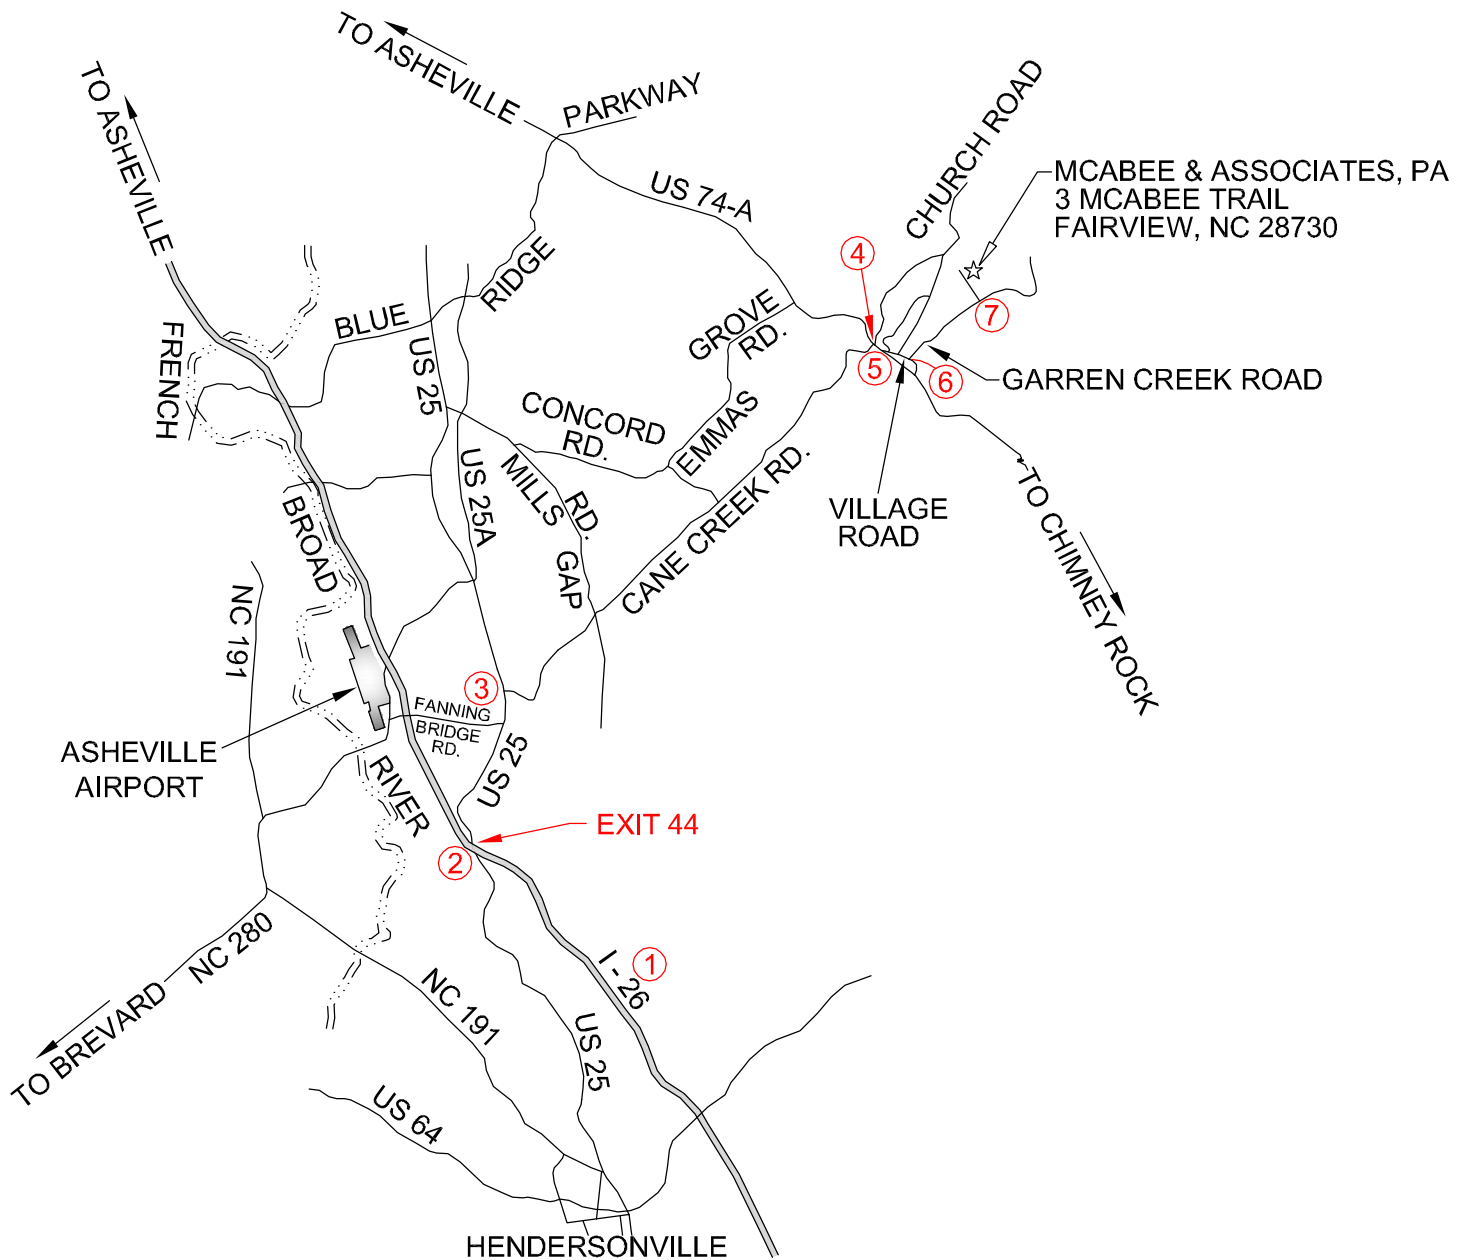 TO ASHEVILLE
TO ASHEVILLE
PARKWAY
CHURCH ROAD
US 74-A
MCABEE & ASSOCIATES, PA
3 MCABEE TRAIL
FAIRVIEW, NC 28730
4
RIDGE
BLUE
GROVE
RD.
7
FRENCH
US 25
5
6
GARREN CREEK ROAD
CONCORD
RD.
EMMAS
MILLS
GAP
RD.
US 25A
CANE CREEK RD.
VILLAGE
ROAD
TO CHIMNEY ROCK
BROAD
NC 191
3
FANNING
BRIDGE
RD.
ASHEVILLE
AIRPORT
US 25
RIVER
EXIT 44
2
NC 280
TO BREVARD
1
I - 26
NC 191
US 25
US 64
HENDERSONVILLE